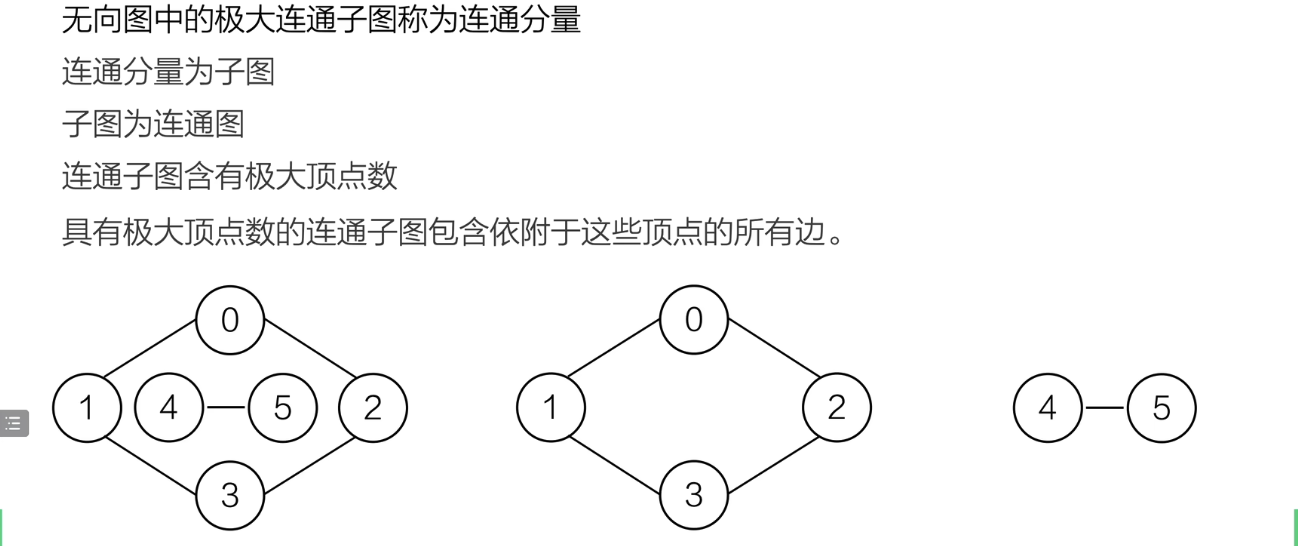 无向图中的极大连通子图称为连通分量
连通分量为子图
子图为连通图
连通子图含有极大顶点数
具有极大顶点数的连通子图包含依附于这些顶点的所有边。
0 0
1 4 5 2 1 2 4 5
3 3